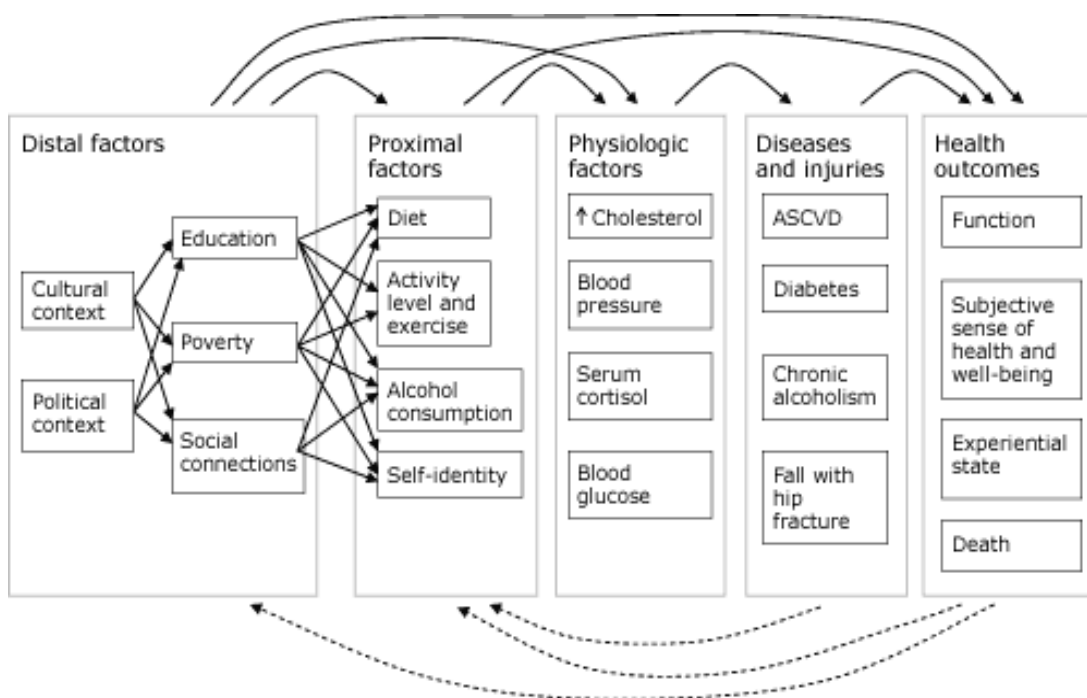 Distal factors
Cultural
context
Political
context
Education
Poverty
Social
connections
Proximal
factors
Diet
Activity
level and
exercise
Alcohol
consumption
Self-identity
Physiologic
factors
↑ Cholesterol
Blood
pressure
Serum
cortisol
Blood
glucose
Diseases
and injuries
ASCVD
Diabetes
Chronic
alcoholism
Fall with
hip
fracture
Health
outcomes
Function
Subjective
sense of
health and
well-being
Experiential
state
Death